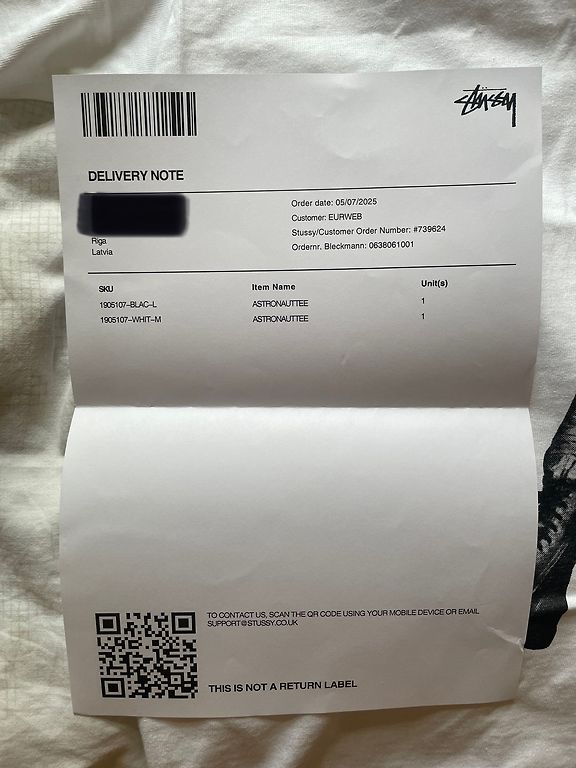 STÜSSY
DELIVERY NOTE
Order date: 05/07/2025
Customer: EURWEB
Stussy/Customer Order Number: #739624
Ordernr. Bleckmann: 0638061001
Riga
Latvia
SKU Item Name Unit(s)
1905107-BLAC-L ASTRONAUTTEE 1
1905107-WHIT-M ASTRONAUTTEE 1
TO CONTACT US, SCAN THE QR CODE USING YOUR MOBILE DEVICE OR EMAIL
SUPPORT@STUSSY.CO.UK
THIS IS NOT A RETURN LABEL